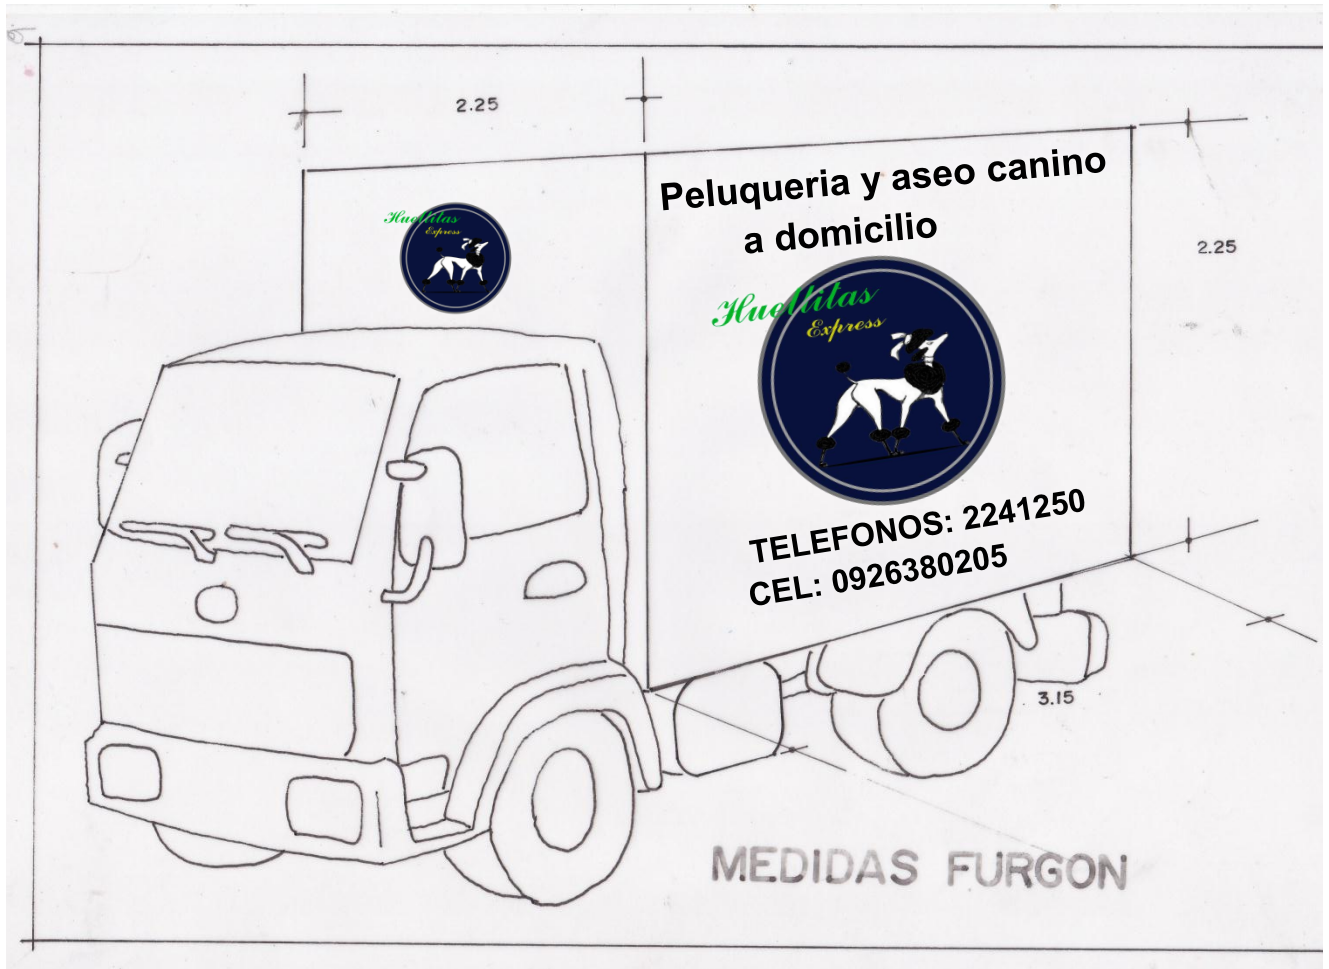 2.25
Huellitas
Express
Peluqueria y aseo canino
a domicilio
2.25
Huellitas
Express
TELEFONOS: 2241250
CEL: 0926380205
3.15
MEDIDAS FURGON